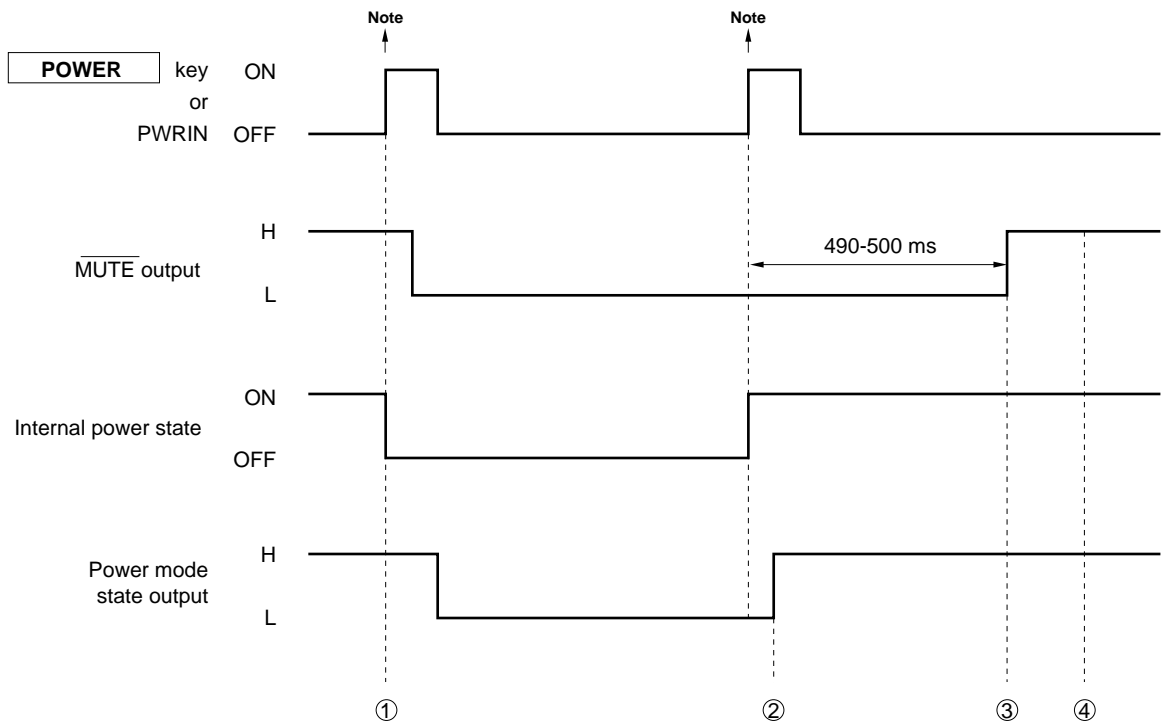 Note Note
POWER key ON
or
PWRIN OFF
H
490-500 ms
MUTE output
L
ON
Internal power state
OFF
H
Power mode
state output
L
① ② ③ ④